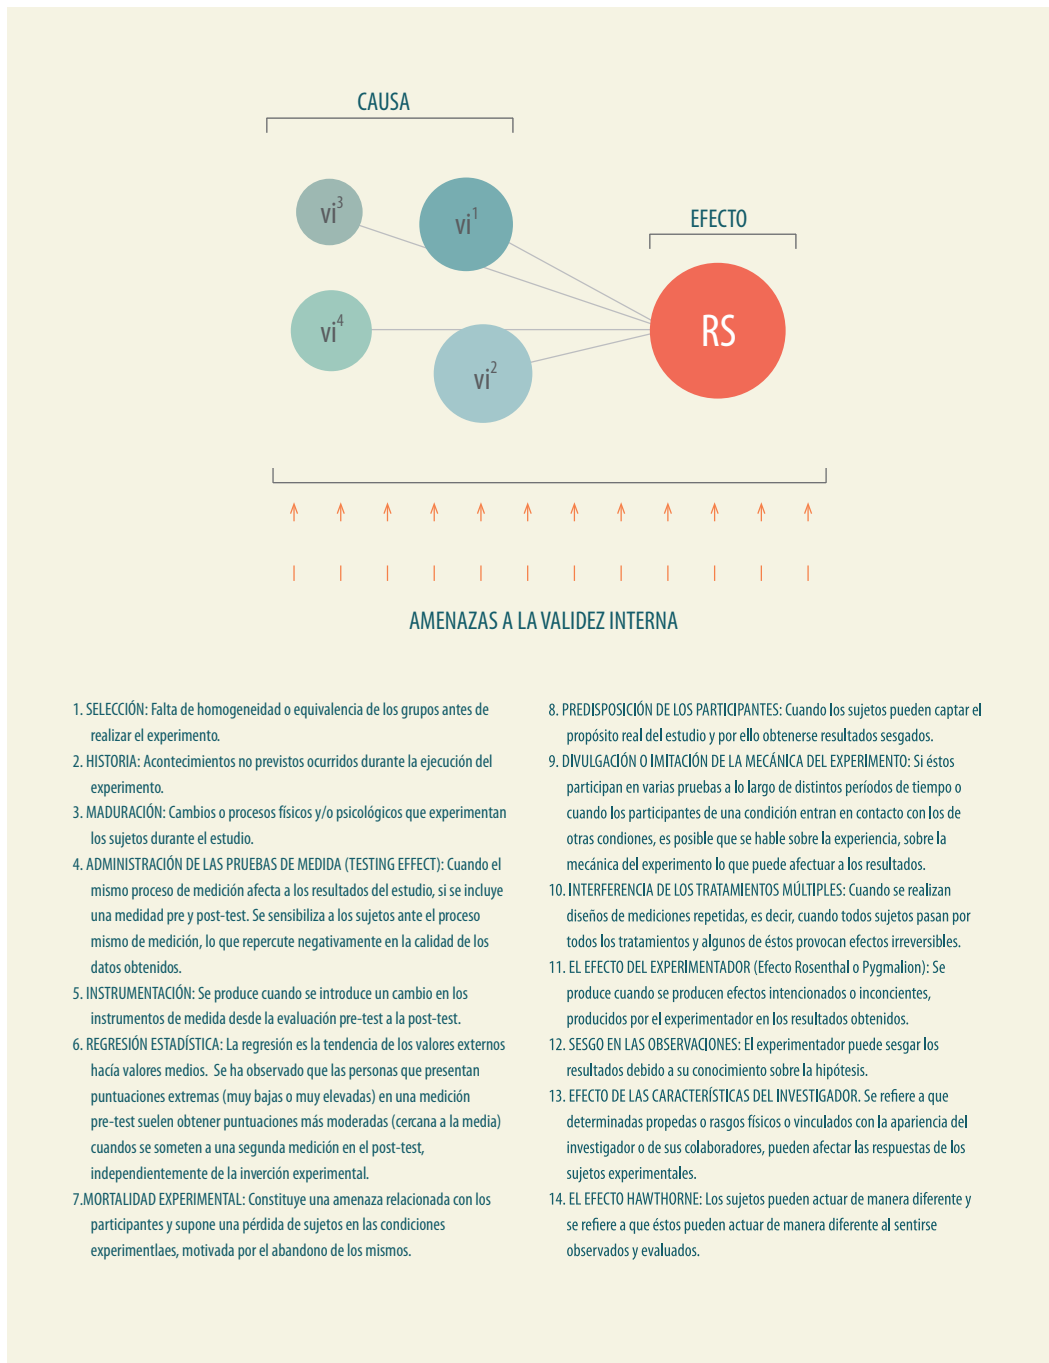 CAUSA
vi³
vi¹
EFECTO
vi⁴
RS
vi²
AMENAZAS A LA VALIDEZ INTERNA
1. SELECCIÓN: Falta de homogeneidad o equivalencia de los grupos antes de
realizar el experimento.
2. HISTORIA: Acontecimientos no previstos ocurridos durante la ejecución del
experimento.
3. MADURACIÓN: Cambios o procesos físicos y/o psicológicos que experimentan
los sujetos durante el estudio.
4. ADMINISTRACIÓN DE LAS PRUEBAS DE MEDIDA (TESTING EFFECT): Cuando el
mismo proceso de medición afecta a los resultados del estudio, si se incluye
una medidad pre y post-test. Se sensibiliza a los sujetos ante el proceso
mismo de medición, lo que repercute negativamente en la calidad de los
datos obtenidos.
5. INSTRUMENTACIÓN: Se produce cuando se introduce un cambio en los
instrumentos de medida desde la evaluación pre-test a la post-test.
6. REGRESIÓN ESTADÍSTICA: La regresión es la tendencia de los valores externos
hacía valores medios. Se ha observado que las personas que presentan
puntuaciones extremas (muy bajas o muy elevadas) en una medición
pre-test suelen obtener puntuaciones más moderadas (cercana a la media)
cuandos se someten a una segunda medición en el post-test,
independientemente de la inverción experimental.
7.MORTALIDAD EXPERIMENTAL: Constituye una amenaza relacionada con los
participantes y supone una pérdida de sujetos en las condiciones
experimentlaes, motivada por el abandono de los mismos.
8. PREDISPOSICIÓN DE LOS PARTICIPANTES: Cuando los sujetos pueden captar el
propósito real del estudio y por ello obtenerse resultados sesgados.
9. DIVULGACIÓN O IMITACIÓN DE LA MECÁNICA DEL EXPERIMENTO: Si éstos
participan en varias pruebas a lo largo de distintos períodos de tiempo o
cuando los participantes de una condición entran en contacto con los de
otras condiones, es posible que se hable sobre la experiencia, sobre la
mecánica del experimento lo que puede afectuar a los resultados.
10. INTERFERENCIA DE LOS TRATAMIENTOS MÚLTIPLES: Cuando se realizan
diseños de mediciones repetidas, es decir, cuando todos sujetos pasan por
todos los tratamientos y algunos de éstos provocan efectos irreversibles.
11. EL EFECTO DEL EXPERIMENTADOR (Efecto Rosenthal o Pygmalion): Se
produce cuando se producen efectos intencionados o inconcientes,
producidos por el experimentador en los resultados obtenidos.
12. SESGO EN LAS OBSERVACIONES: El experimentador puede sesgar los
resultados debido a su conocimiento sobre la hipótesis.
13. EFECTO DE LAS CARACTERÍSTICAS DEL INVESTIGADOR. Se refiere a que
determinadas propedas o rasgos físicos o vinculados con la apariencia del
investigador o de sus colaboradores, pueden afectar las respuestas de los
sujetos experimentales.
14. EL EFECTO HAWTHORNE: Los sujetos pueden actuar de manera diferente y
se refiere a que éstos pueden actuar de manera diferente al sentirse
observados y evaluados.